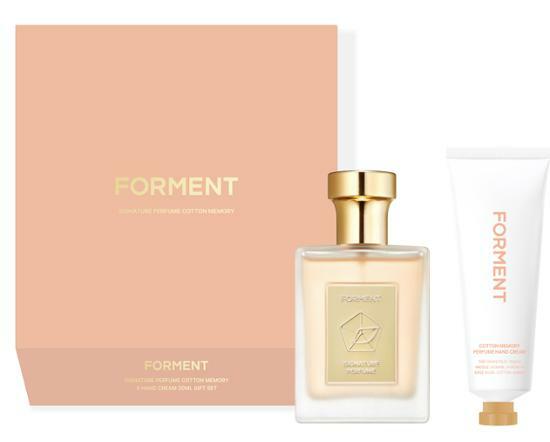 FORMENT
SIGNATURE PERFUME COTTON MEMORY
FORMENT
SIGNATURE PERFUME COTTON MEMORY
& HAND CREAM 30ML GIFT SET
FORMENT
SIGNATURE
PERFUME
FORMENT
COTTON MEMORY
PERFUME HAND CREAM